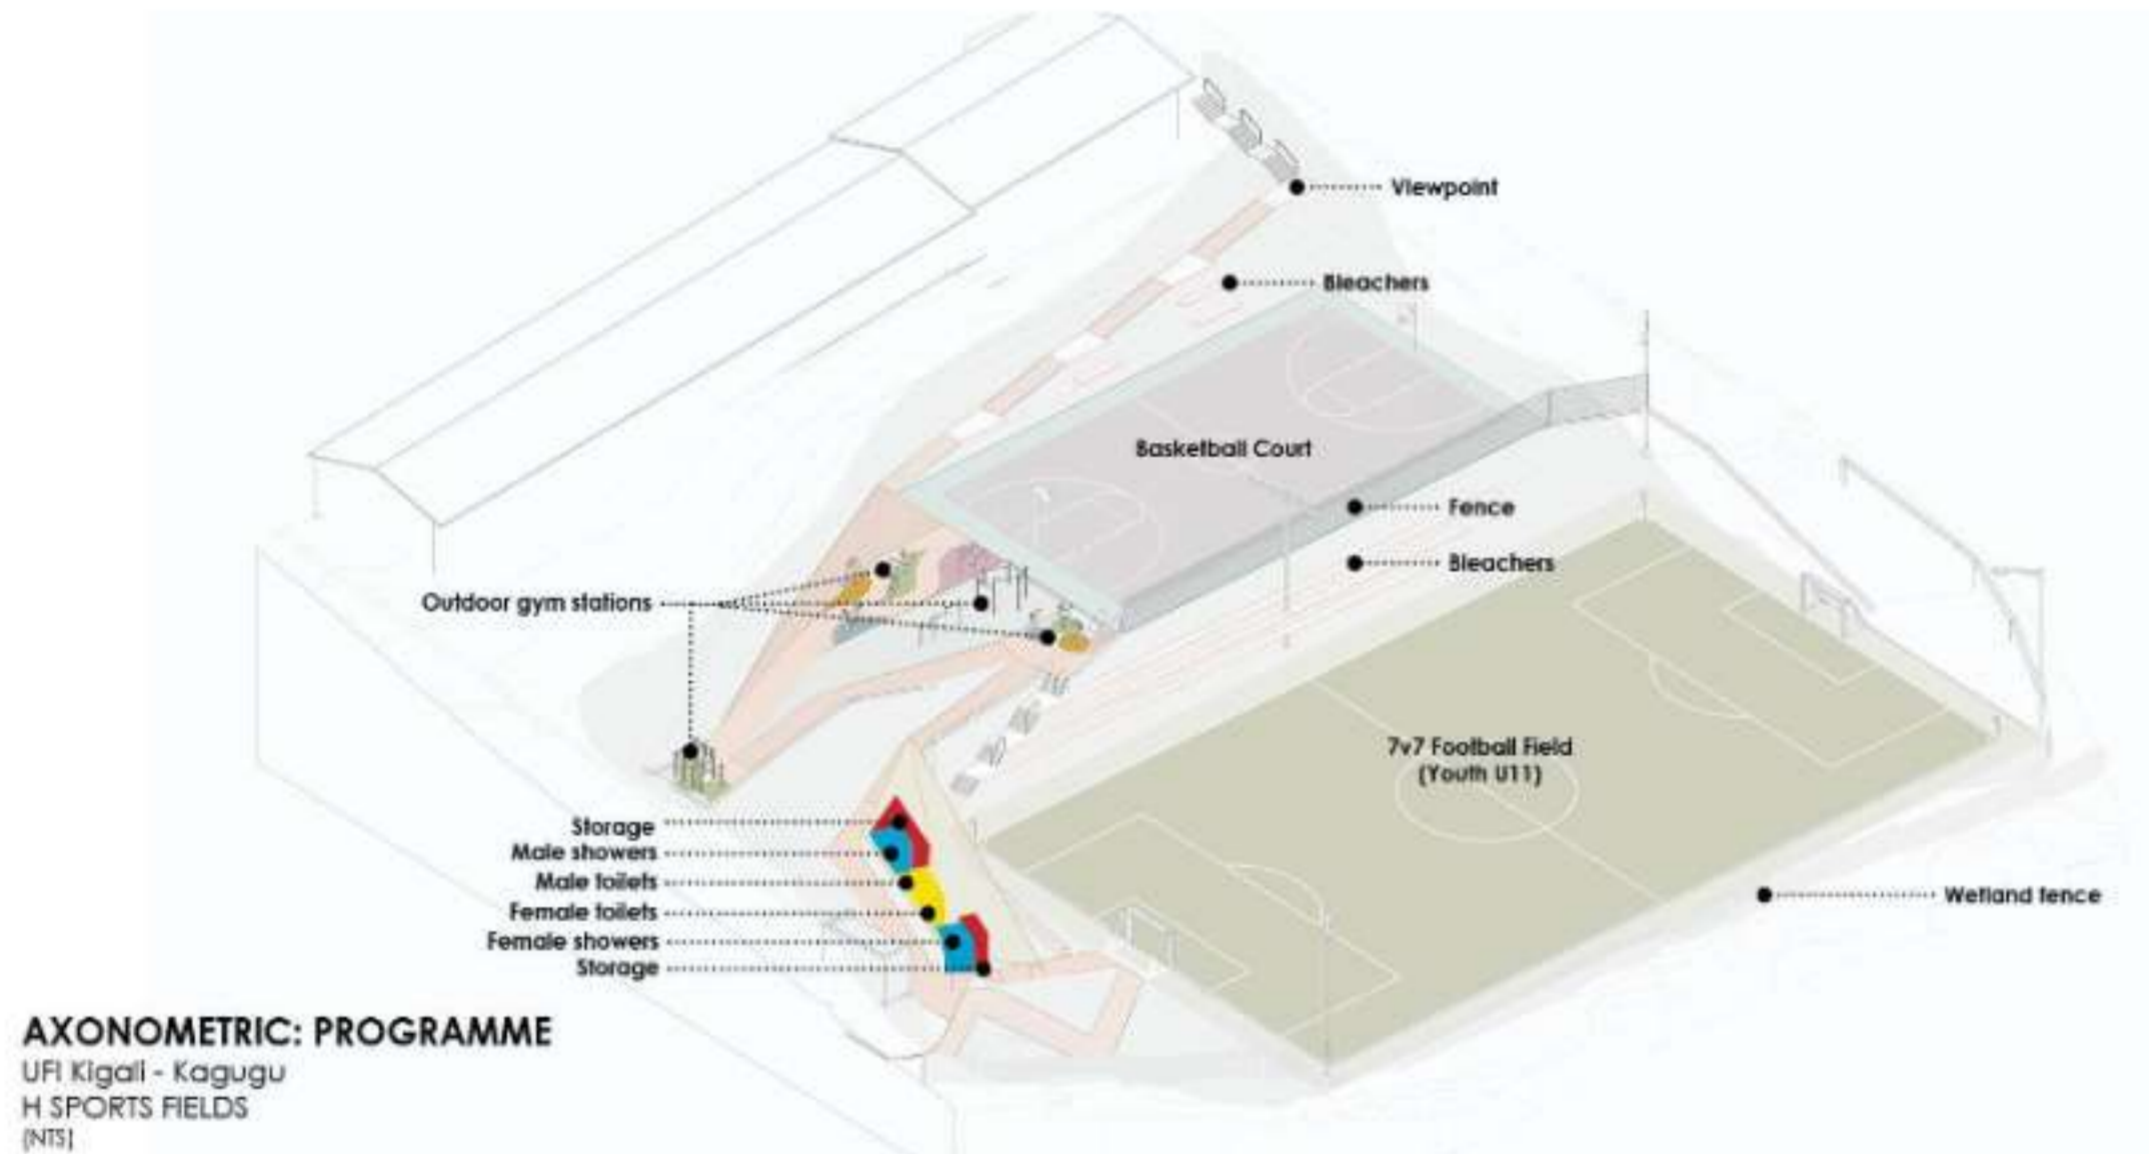 Viewpoint
Bleachers
Basketball Court
Fence
Bleachers
Outdoor gym stations
7v7 Football Field
(Youth U11)
Storage
Male showers
Male toilets
Female toilets
Female showers
Storage
Wetland fence
AXONOMETRIC: PROGRAMME
UFI Kigali - Kagugu
H SPORTS FIELDS
(NTS)